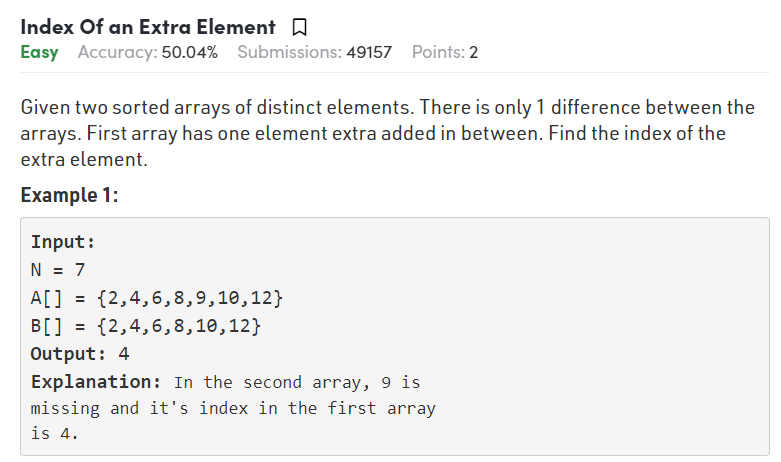 Index Of an Extra Element
Easy Accuracy: 50.04% Submissions: 49157 Points: 2
Given two sorted arrays of distinct elements. There is only 1 difference between the
arrays. First array has one element extra added in between. Find the index of the
extra element.
Example 1:
Input:
N = 7
A[] = {2,4,6,8,9,10,12}
B[] = {2,4,6,8,10,12}
Output: 4
Explanation: In the second array, 9 is
missing and it's index in the first array
is 4.